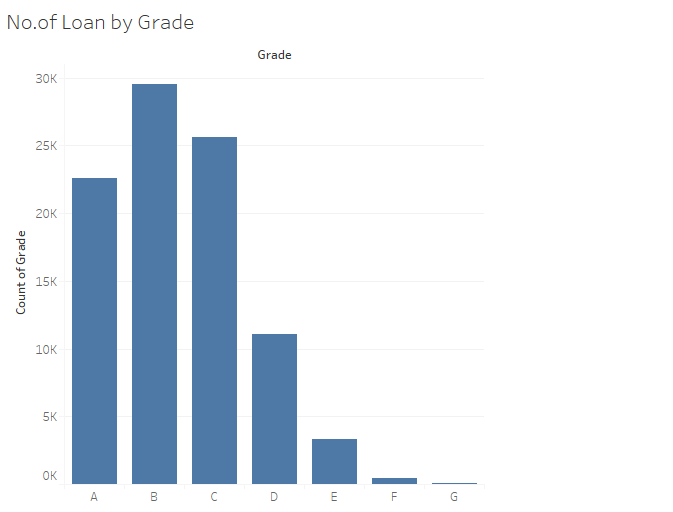 No.of Loan by Grade
Grade
Count of Grade
30K
25K
20K
15K
10K
5K
0K
A B C D E F G